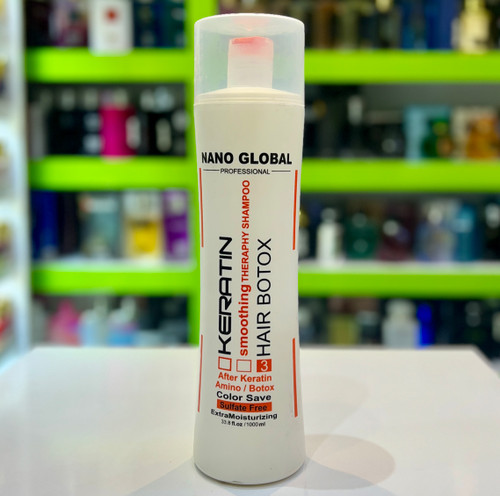 NANO GLOBAL
PROFESSIONAL
KERATIN
smoothing THERAPHY SHAMPOO
HAIR BOTOX
3
After Keratin
Amino / Botox
Color Save
Sulfate Free
ExtraMoisturizing
33.8 fl.oz / 1000ml